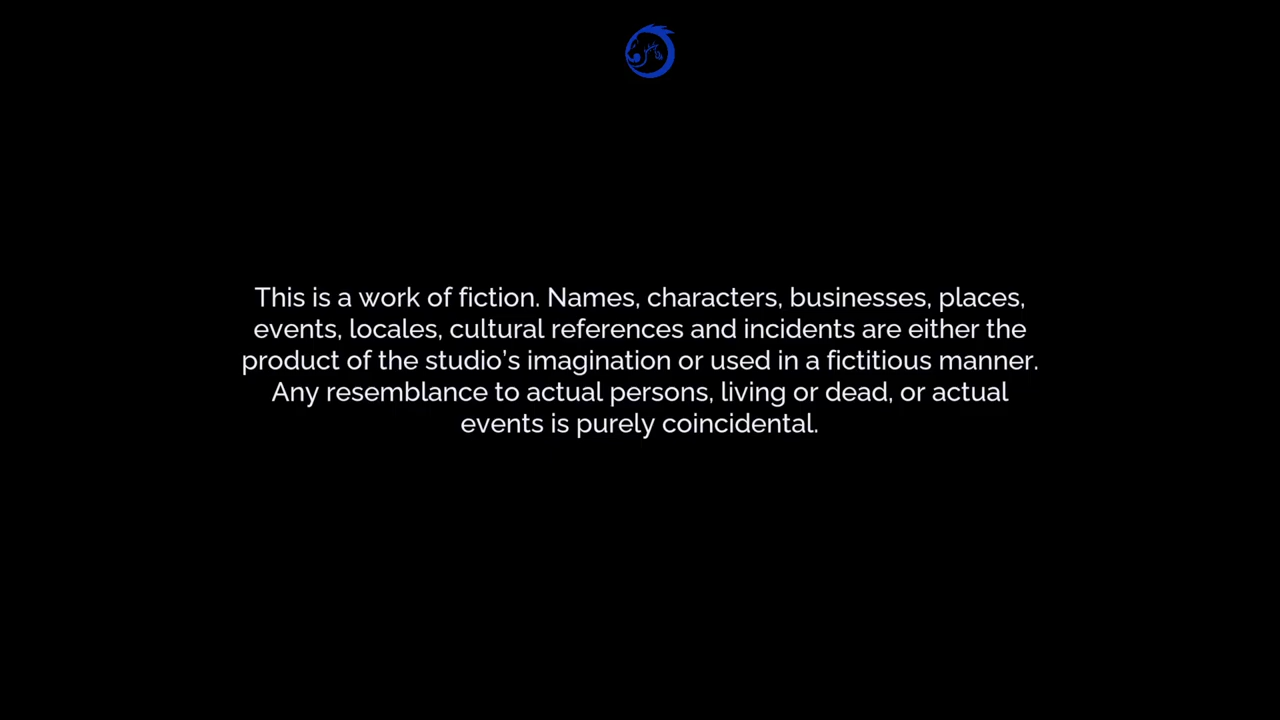 This is a work of fiction. Names, characters, businesses, places,
events, locales, cultural references and incidents are either the
product of the studio’s imagination or used in a fictitious manner.
Any resemblance to actual persons, living or dead, or actual
events is purely coincidental.